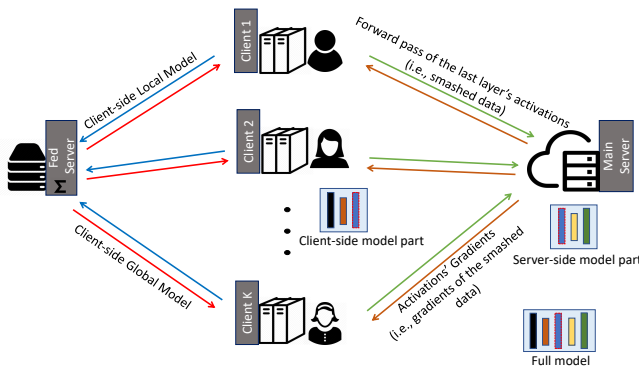 Client 1
Client-side Local Model
Forward pass of the last layer's activations
(i.e., smashed data)
Fed
Server
Σ
Client 2
Main
Server
Client-side model part
Server-side model part
Client-side Global Model
Client K
Activations' Gradients
(i.e., gradients of the smashed
data)
Full model